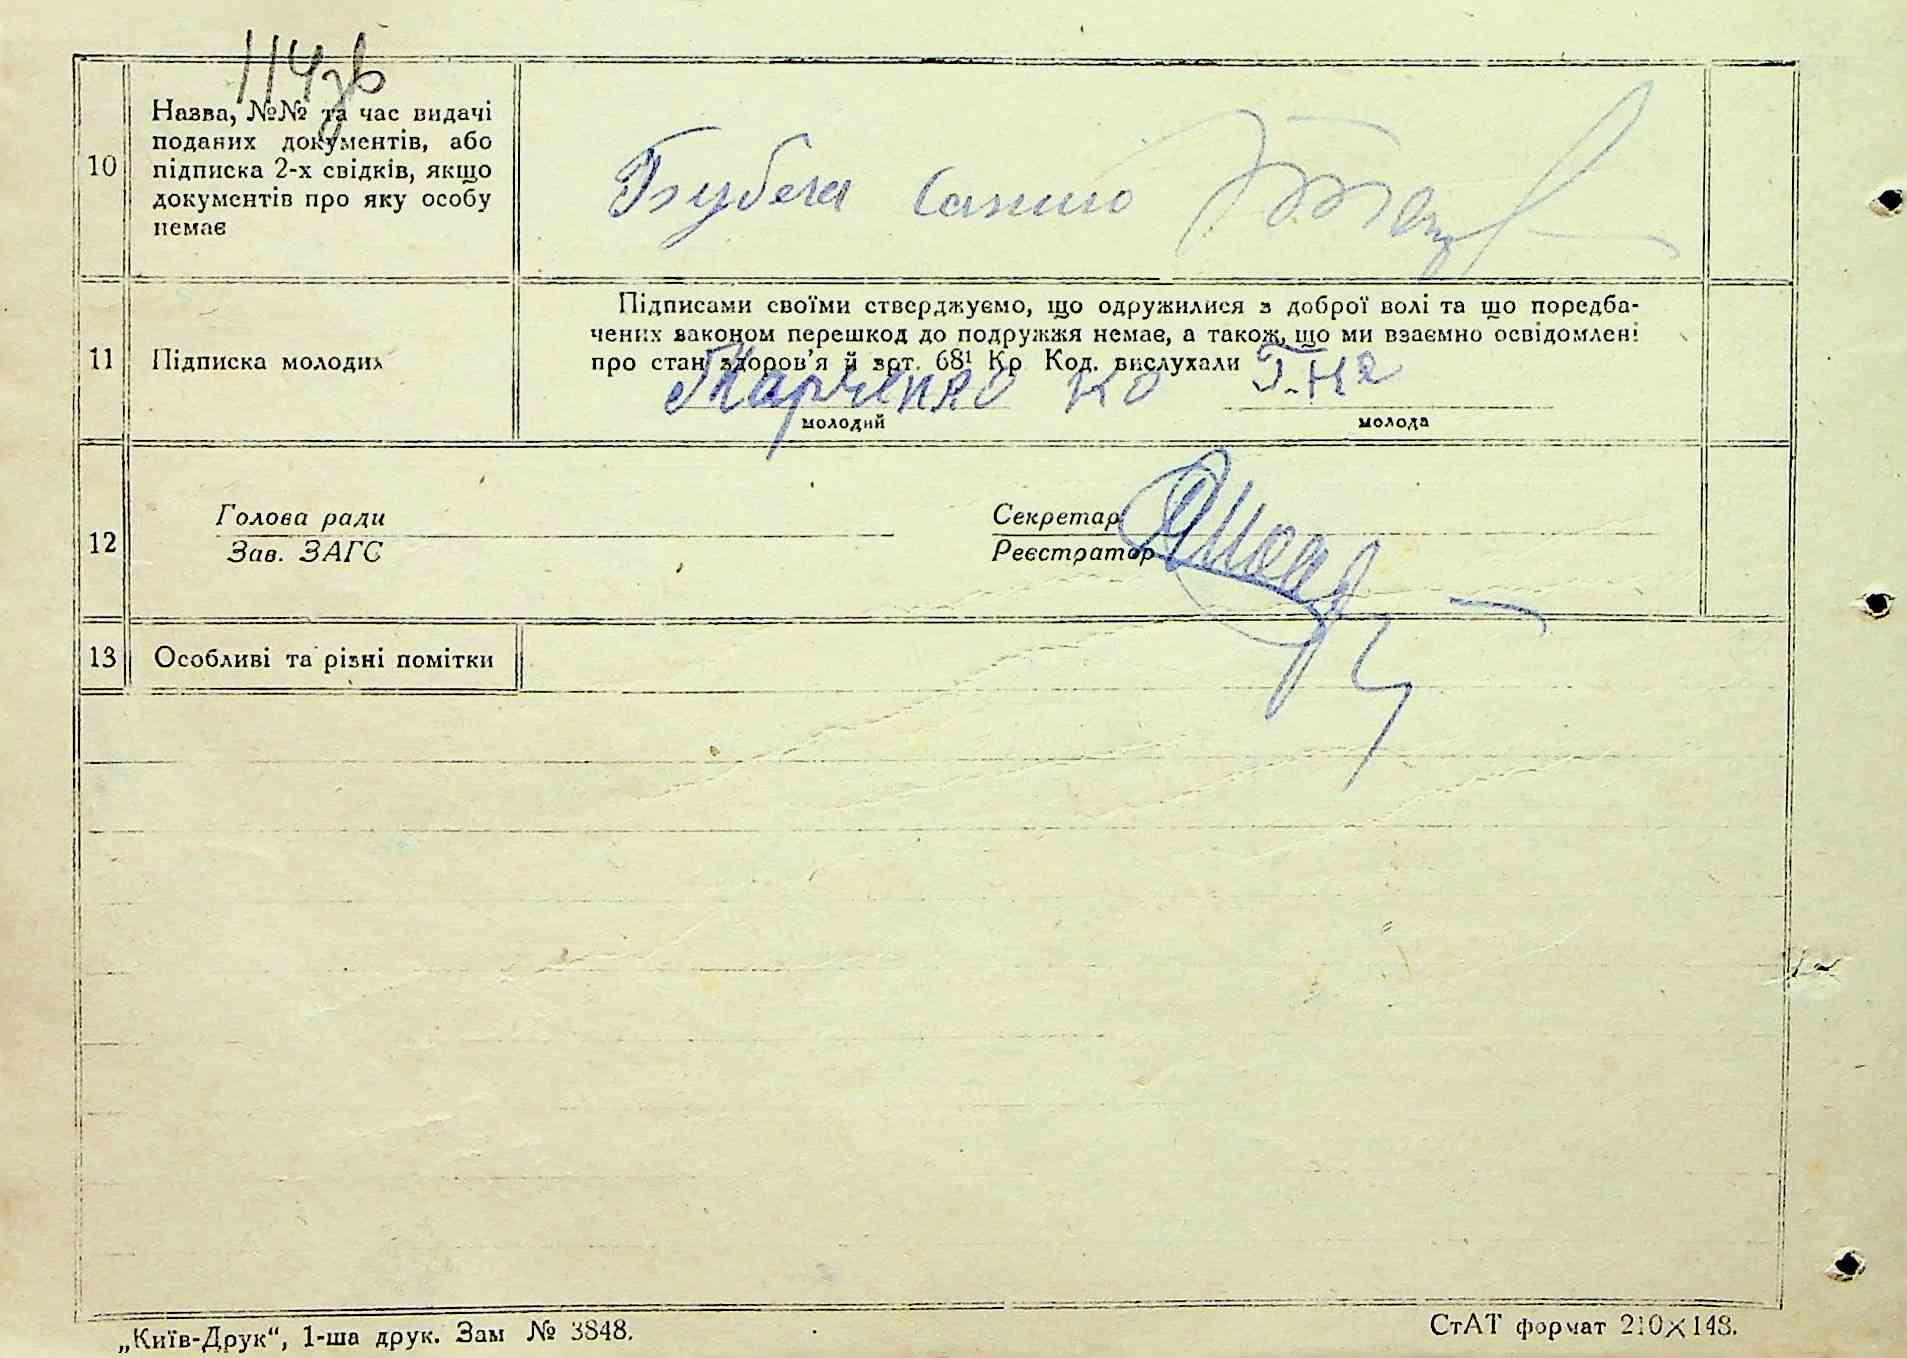 114зв
10
Назва, №№ та час видачі
поданих документів, або
підписка 2-х свідків, якщо
документів про яку особу
немає
11
Підписка молодих
Підписами своїми стверджуємо, що одружилися з доброї волі та що поредба-
чених законом перешкод до подружжя немає, а також, що ми взаємно освідомлені
про стан здоров'я й арт. 68¹ Кр Код. вислухали
Марченко
молодий
молода
12
Голова ради
Зав. ЗАГС
Секретар
Реєстратор
13
Особливі та різні помітки
„Київ-Друк“, 1-ша друк. Зам № 3848.
СтАТ формат 210×148.